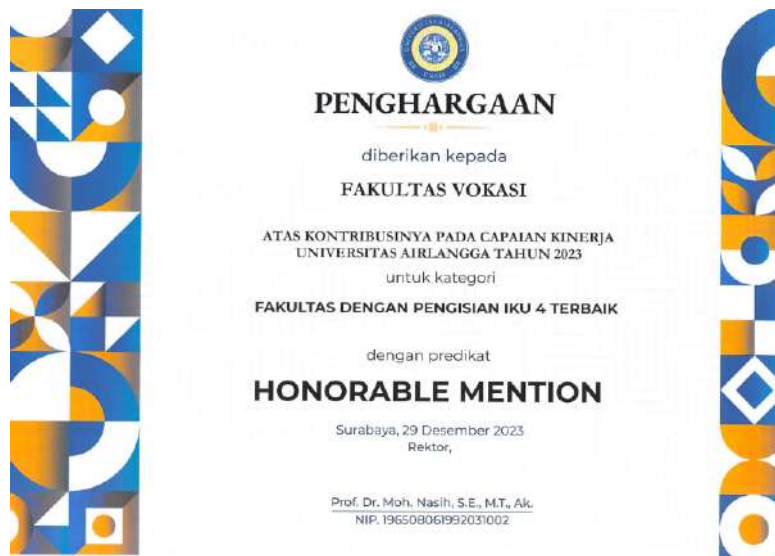 PENGHARGAAN
diberikan kepada
FAKULTAS VOKASI
ATAS KONTRIBUSINYA PADA CAPAIAN KINERJA
UNIVERSITAS AIRLANGGA TAHUN 2023
untuk kategori
FAKULTAS DENGAN PENGISIAN IKU 4 TERBAIK
dengan predikat
HONORABLE MENTION
Surabaya, 29 Desember 2023
Rektor,
Prof. Dr. Moh. Nasih, S.E., M.T., Ak.
NIP. 196508061992031002